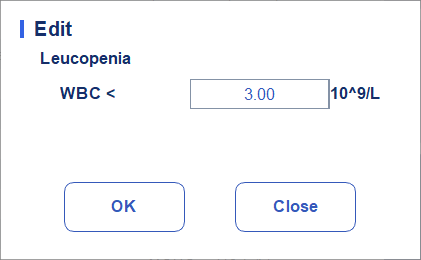 Edit
Leucopenia
WBC < 3.00 10^9/L
OK Close